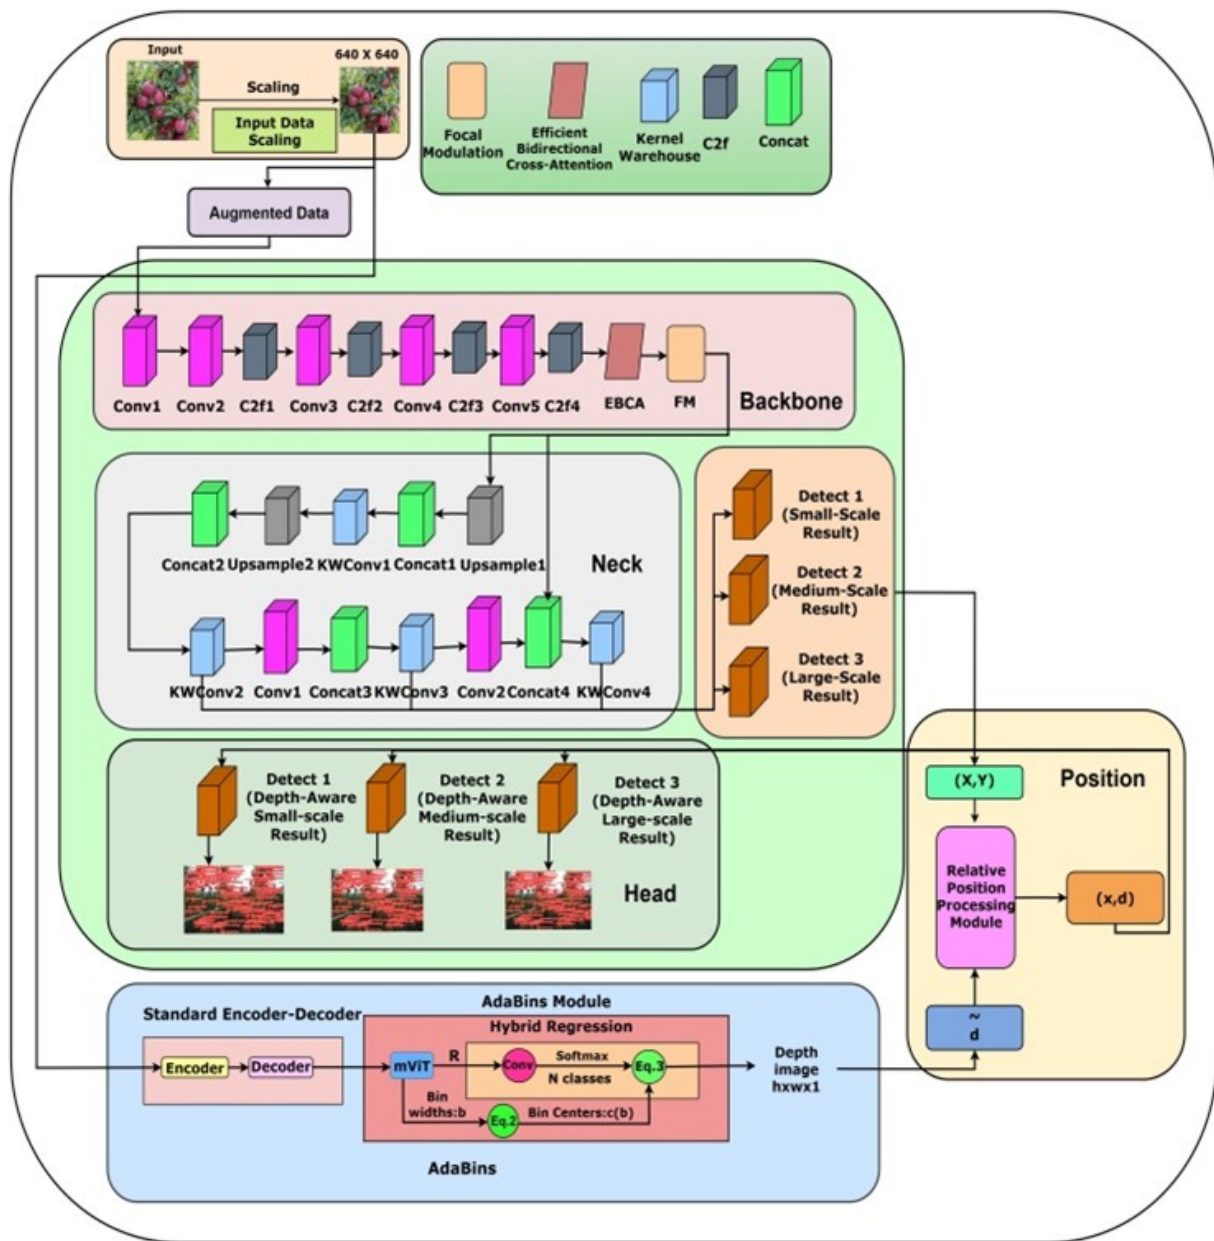 Input
640 X 640
Scaling
Input Data
Scaling
Focal
Modulation
Efficient
Bidirectional
Cross-Attention
Kernel
Warehouse
C2f
Concat
Augmented Data
Conv1
Conv2
C2f1
Conv3
C2f2
Conv4
C2f3
Conv5
C2f4
EBCA
FM
Backbone
Concat2
Upsample2
KWConv1
Concat1
Upsample1
Neck
KWConv2
Conv1
Concat3
KWConv3
Conv2
Concat4
KWConv4
Detect 1
(Small-Scale
Result)
Detect 2
(Medium-Scale
Result)
Detect 3
(Large-Scale
Result)
Detect 1
(Depth-Aware
Small-scale
Result)
Detect 2
(Depth-Aware
Medium-scale
Result)
Detect 3
(Depth-Aware
Large-scale
Result)
Head
(X,Y)
Position
Relative
Position
Processing
Module
(x,d)
~
d
AdaBins Module
Standard Encoder-Decoder
Hybrid Regression
Encoder
Decoder
mViT
R
Conv
Softmax
N classes
Eq.3
Bin
widths:b
Eq.2
Bin Centers:c(b)
Depth
image
hxwx1
AdaBins